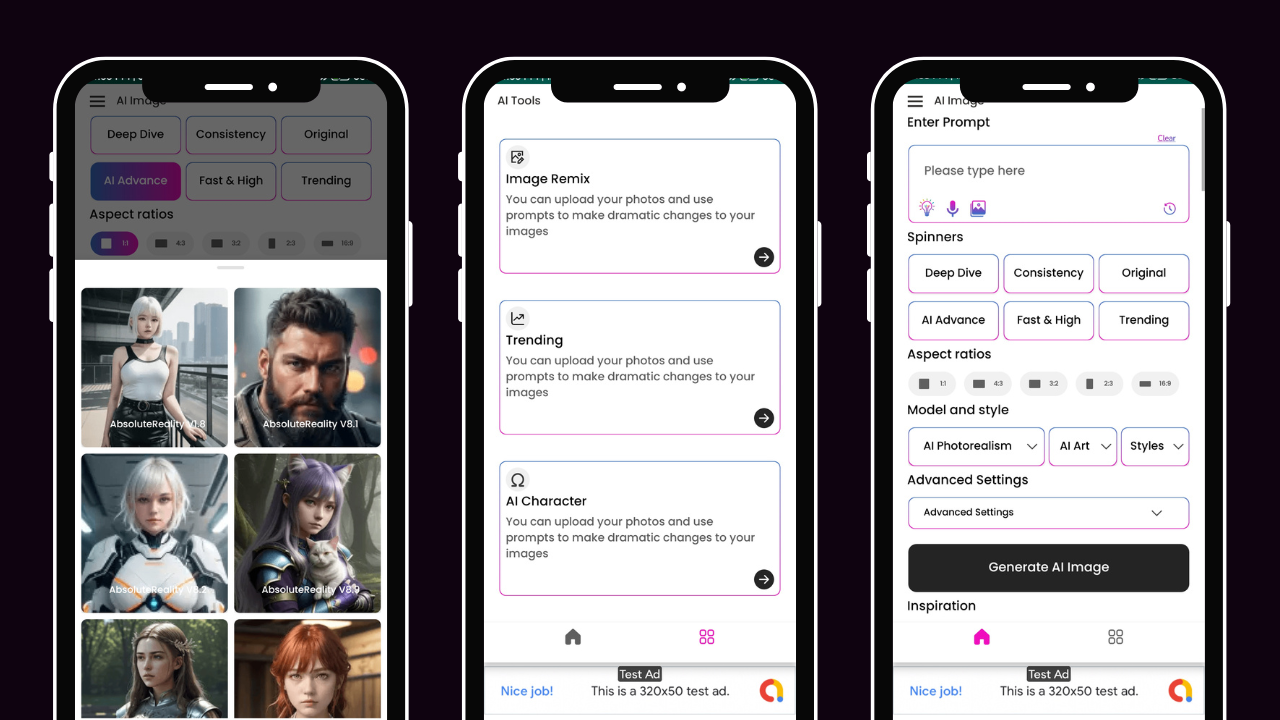 AI Image
Deep Dive
Consistency
Original
AI Advance
Fast & High
Trending
Aspect ratios
1:1
4:3
3:2
2:3
16:9
AbsoluteReality V1.8
AbsoluteReality V8.1
AbsoluteReality V8.2
AbsoluteReality V8.9
AI Tools
Image Remix
You can upload your photos and use
prompts to make dramatic changes to your
images
Trending
You can upload your photos and use
prompts to make dramatic changes to your
images
AI Character
You can upload your photos and use
prompts to make dramatic changes to your
images
Test Ad
Nice job!
This is a 320x50 test ad.
AI Image
Enter Prompt
Clear
Please type here
Spinners
Deep Dive
Consistency
Original
AI Advance
Fast & High
Trending
Aspect ratios
1:1
4:3
3:2
2:3
16:9
Model and style
AI Photorealism
AI Art
Styles
Advanced Settings
Advanced Settings
Generate AI Image
Inspiration
Test Ad
Nice job!
This is a 320x50 test ad.